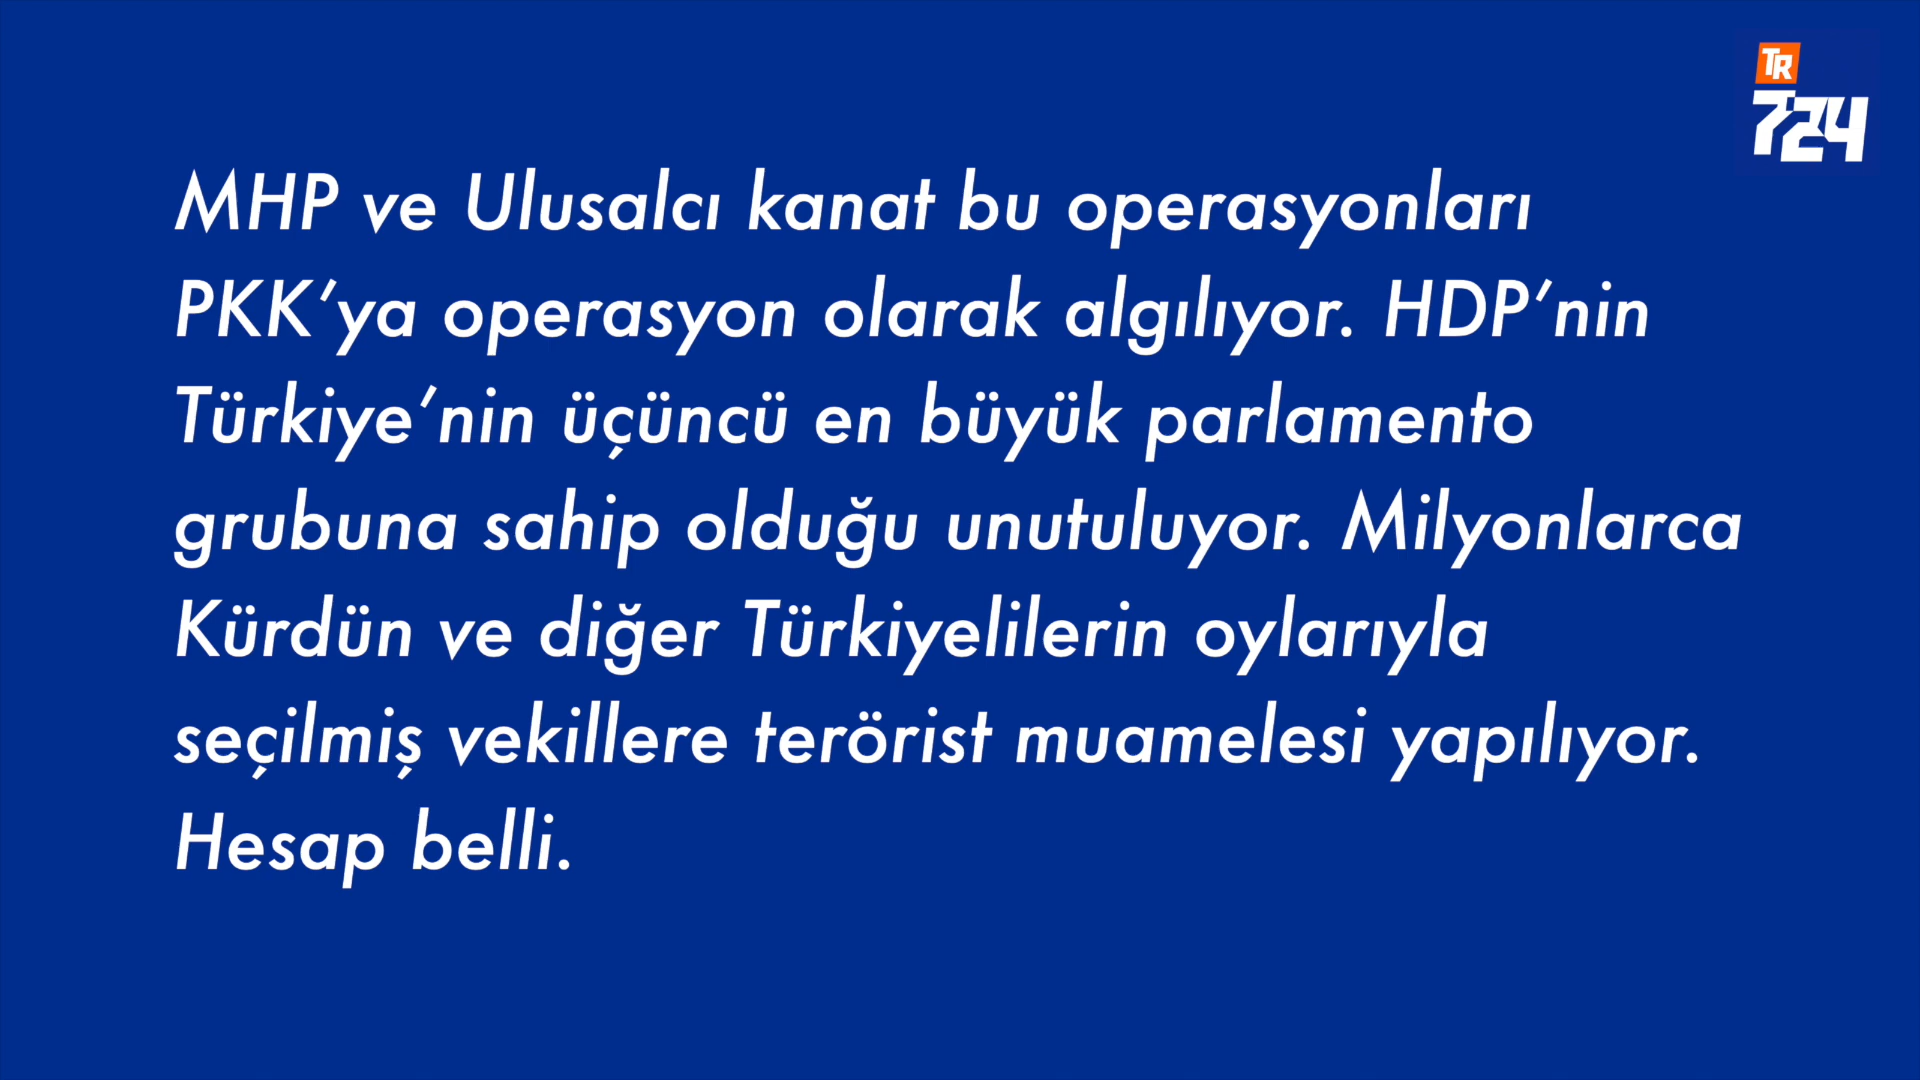 TR
724
MHP ve Ulusalcı kanat bu operasyonları
PKK’ya operasyon olarak algılıyor. HDP’nin
Türkiye’nin üçüncü en büyük parlamento
grubuna sahip olduğu unutuluyor. Milyonlarca
Kürdün ve diğer Türkiyelilerin oylarıyla
seçilmiş vekillere terörist muamelesi yapılıyor.
Hesap belli.